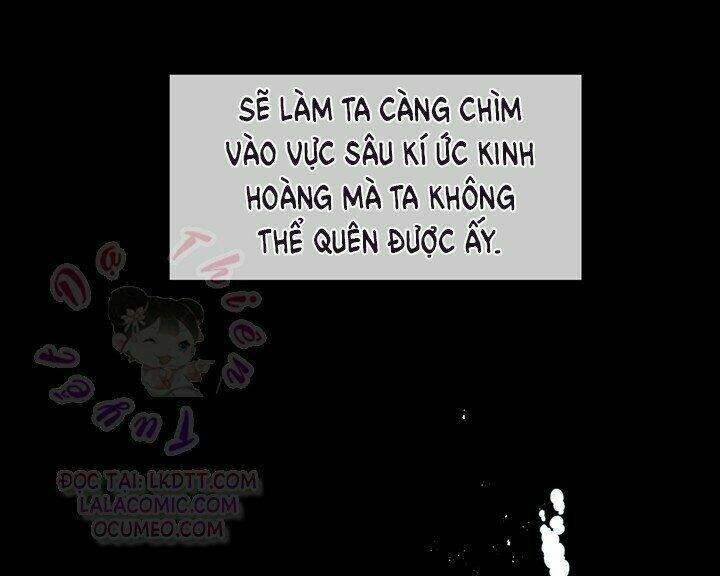 SẼ LÀM TA CÀNG CHÌM
VÀO VỰC SÂU KÍ ỨC KINH
HOÀNG MÀ TA KHÔNG
THỂ QUÊN ĐƯỢC ẤY.
Dạ Thiên
Tuyệt
ĐỌC TẠI: LKDTT.COM
LALACOMIC.COM
OCUMEO.COM